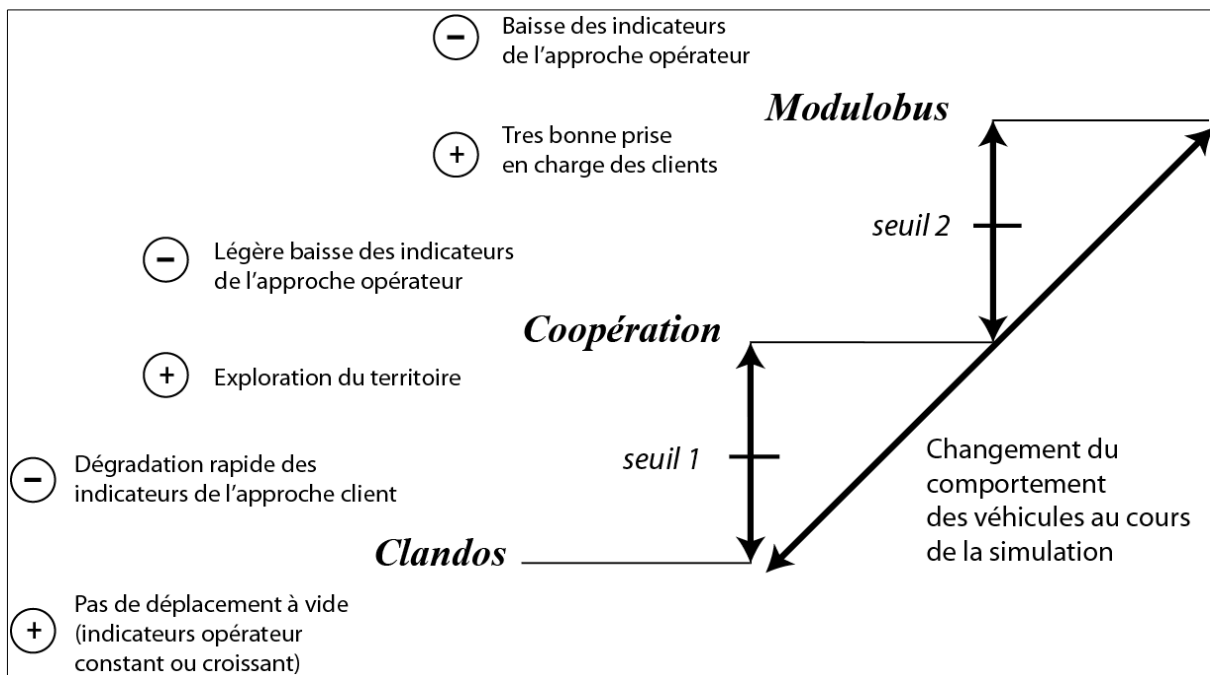 −
Baisse des indicateurs
de l'approche opérateur
Modulobus
+
Tres bonne prise
en charge des clients
seuil 2
−
Légère baisse des indicateurs
de l'approche opérateur
Coopération
+
Exploration du territoire
seuil 1
Changement du
comportement
des véhicules au cours
de la simulation
−
Dégradation rapide des
indicateurs de l'approche client
Clandos
+
Pas de déplacement à vide
(indicateurs opérateur
constant ou croissant)